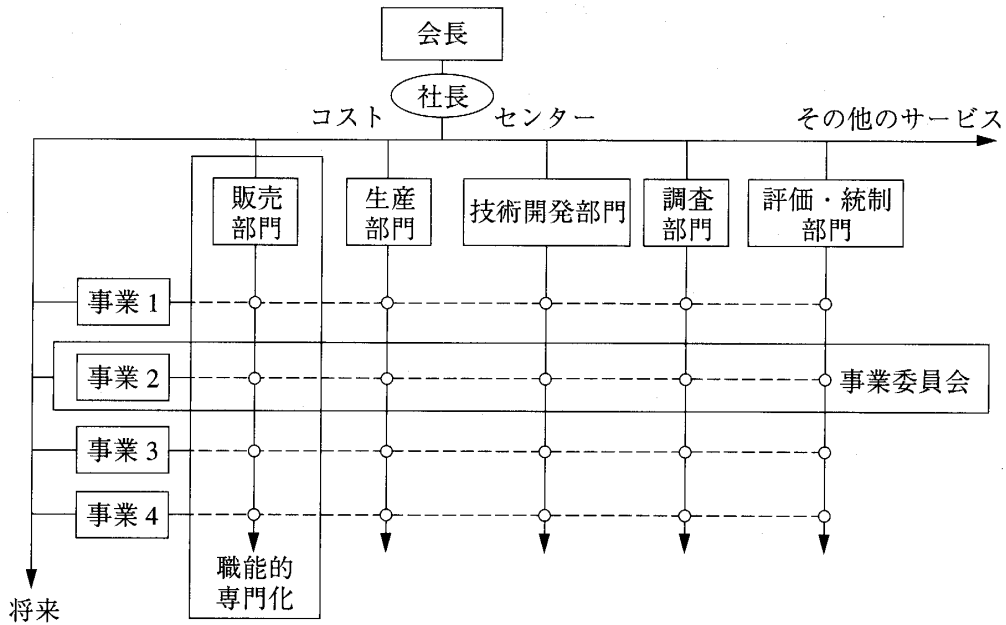 会長
社長
コスト センター その他のサービス
販売
部門
生産
部門
技術開発部門
調査
部門
評価・統制
部門
事業1
事業2
事業委員会
事業3
事業4
職能的
専門化
将来